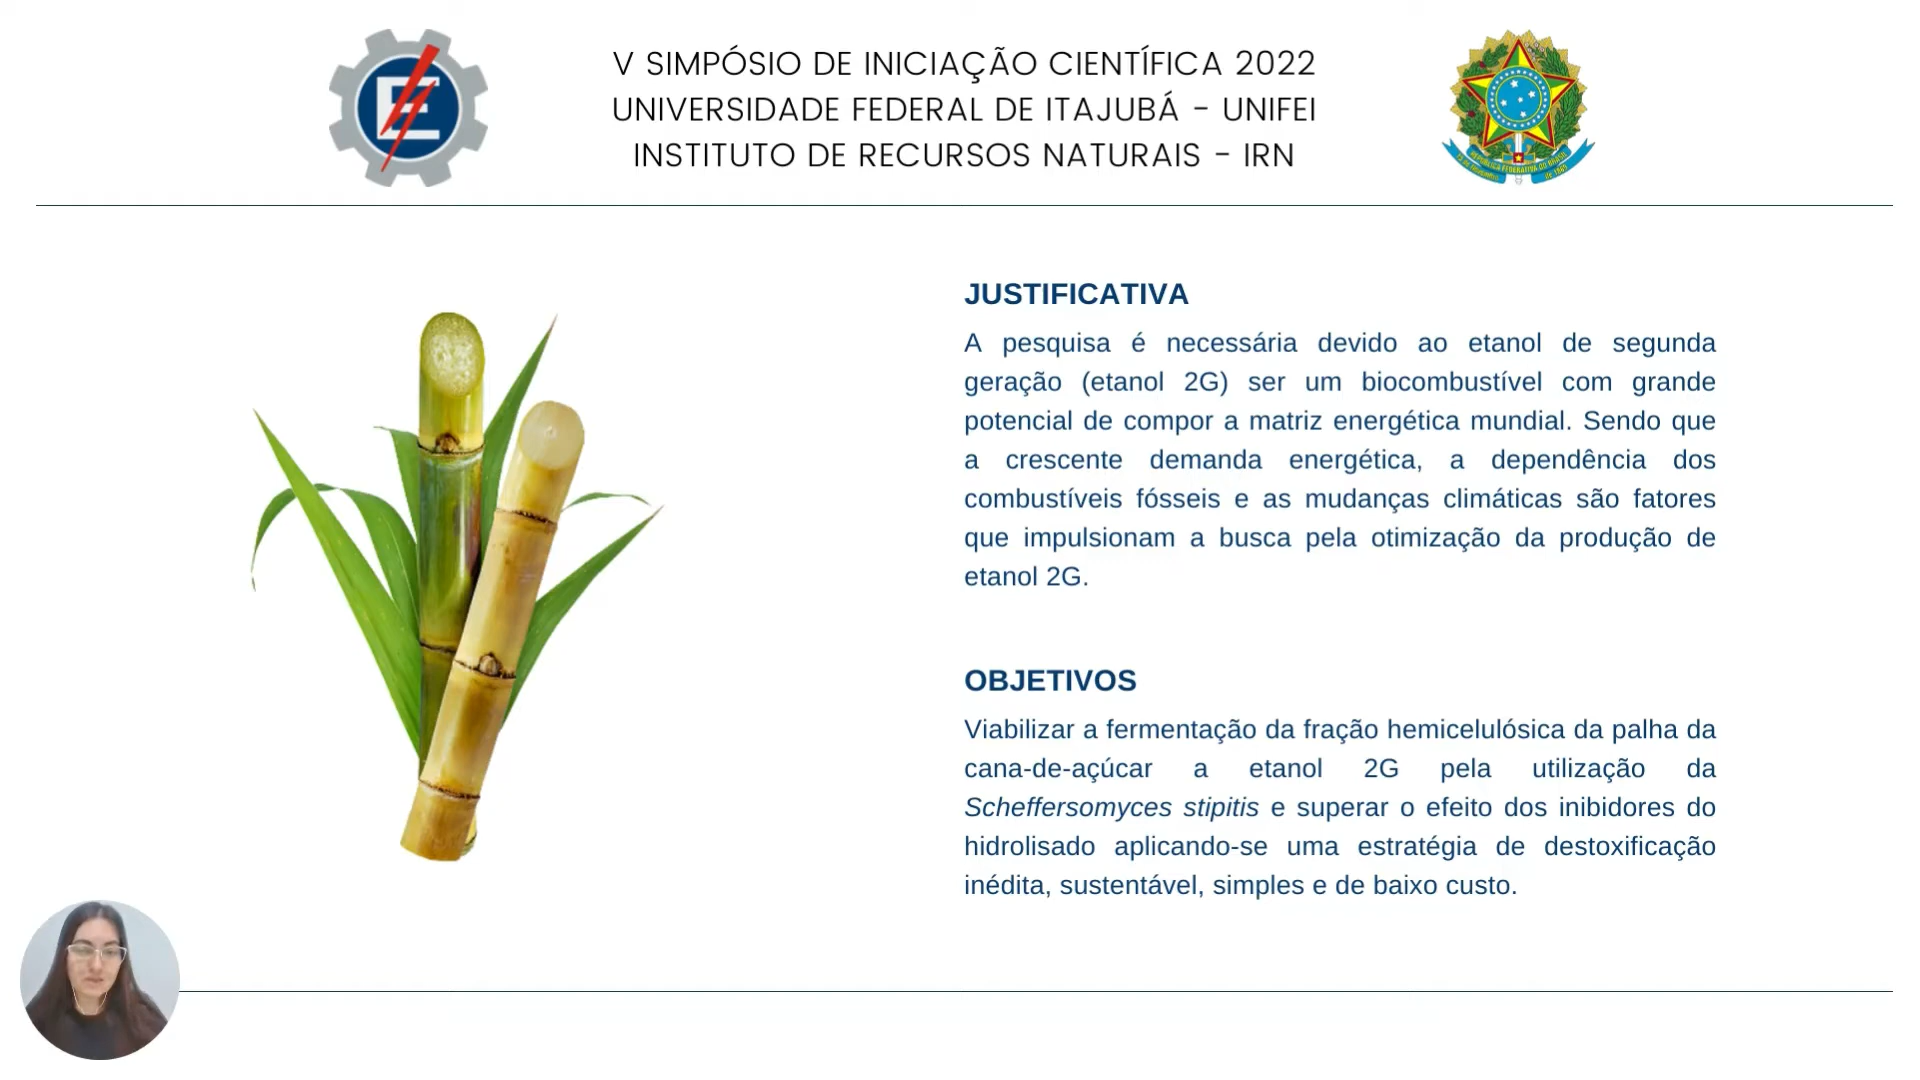 V SIMPÓSIO DE INICIAÇÃO CIENTÍFICA 2022
UNIVERSIDADE FEDERAL DE ITAJUBÁ - UNIFEI
INSTITUTO DE RECURSOS NATURAIS - IRN
E
REPÚBLICA FEDERATIVA DO BRASIL
JUSTIFICATIVA
A pesquisa é necessária devido ao etanol de segunda
geração (etanol 2G) ser um biocombustível com grande
potencial de compor a matriz energética mundial. Sendo que
a crescente demanda energética, a dependência dos
combustíveis fósseis e as mudanças climáticas são fatores
que impulsionam a busca pela otimização da produção de
etanol 2G.
OBJETIVOS
Viabilizar a fermentação da fração hemicelulósica da palha da
cana-de-açúcar a etanol 2G pela utilização da
Scheffersomyces stipitis e superar o efeito dos inibidores do
hidrolisado aplicando-se uma estratégia de destoxificação
inédita, sustentável, simples e de baixo custo.